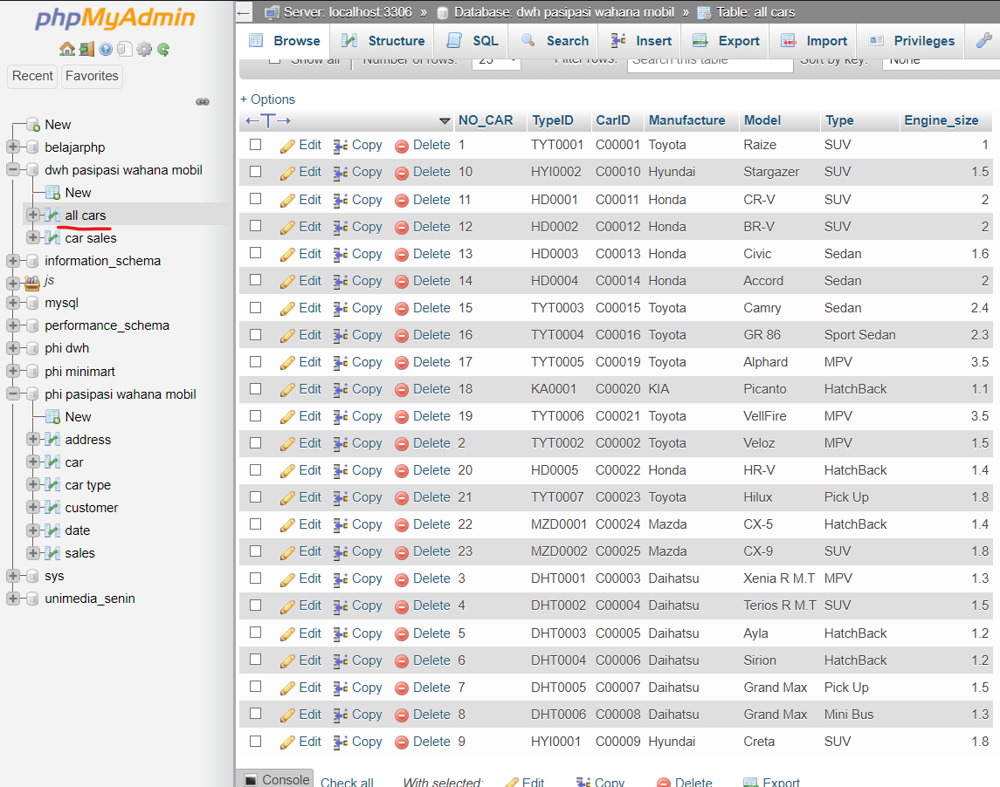 phpMyAdmin
Recent Favorites
New
belajarphp
dwh pasipasi wahana mobil
New
all cars
car sales
information_schema
js
mysql
performance_schema
phi dwh
phi minimart
phi pasipasi wahana mobil
New
address
car
car type
customer
date
sales
sys
unimedia_senin
← Server: localhost:3306 » Database: dwh pasipasi wahana mobil » Table: all cars
Browse Structure SQL Search Insert Export Import Privileges
Show all Number of rows: 25 Filter rows: Search this table Sort by key: None
+ Options
←T→ NO_CAR TypeID CarID Manufacture Model Type Engine_size
Edit Copy Delete 1 TYT0001 C00001 Toyota Raize SUV 1
Edit Copy Delete 10 HYI0002 C00010 Hyundai Stargazer SUV 1.5
Edit Copy Delete 11 HD0001 C00011 Honda CR-V SUV 2
Edit Copy Delete 12 HD0002 C00012 Honda BR-V SUV 2
Edit Copy Delete 13 HD0003 C00013 Honda Civic Sedan 1.6
Edit Copy Delete 14 HD0004 C00014 Honda Accord Sedan 2
Edit Copy Delete 15 TYT0003 C00015 Toyota Camry Sedan 2.4
Edit Copy Delete 16 TYT0004 C00016 Toyota GR 86 Sport Sedan 2.3
Edit Copy Delete 17 TYT0005 C00019 Toyota Alphard MPV 3.5
Edit Copy Delete 18 KA0001 C00020 KIA Picanto HatchBack 1.1
Edit Copy Delete 19 TYT0006 C00021 Toyota VellFire MPV 3.5
Edit Copy Delete 2 TYT0002 C00002 Toyota Veloz MPV 1.5
Edit Copy Delete 20 HD0005 C00022 Honda HR-V HatchBack 1.4
Edit Copy Delete 21 TYT0007 C00023 Toyota Hilux Pick Up 1.8
Edit Copy Delete 22 MZD0001 C00024 Mazda CX-5 HatchBack 1.4
Edit Copy Delete 23 MZD0002 C00025 Mazda CX-9 SUV 1.8
Edit Copy Delete 3 DHT0001 C00003 Daihatsu Xenia R M.T MPV 1.3
Edit Copy Delete 4 DHT0002 C00004 Daihatsu Terios R M.T SUV 1.5
Edit Copy Delete 5 DHT0003 C00005 Daihatsu Ayla HatchBack 1.2
Edit Copy Delete 6 DHT0004 C00006 Daihatsu Sirion HatchBack 1.2
Edit Copy Delete 7 DHT0005 C00007 Daihatsu Grand Max Pick Up 1.5
Edit Copy Delete 8 DHT0006 C00008 Daihatsu Grand Max Mini Bus 1.3
Edit Copy Delete 9 HYI0001 C00009 Hyundai Creta SUV 1.8
Console Check all With selected: Edit Copy Delete Export